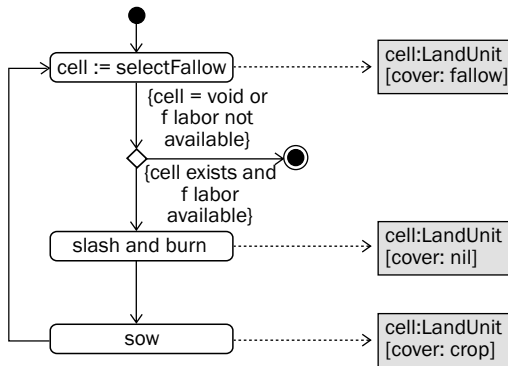 cell := selectFallow
cell:LandUnit
[cover: fallow]
{cell = void or
f labor not
available}
{cell exists and
f labor
available}
slash and burn
cell:LandUnit
[cover: nil]
sow
cell:LandUnit
[cover: crop]